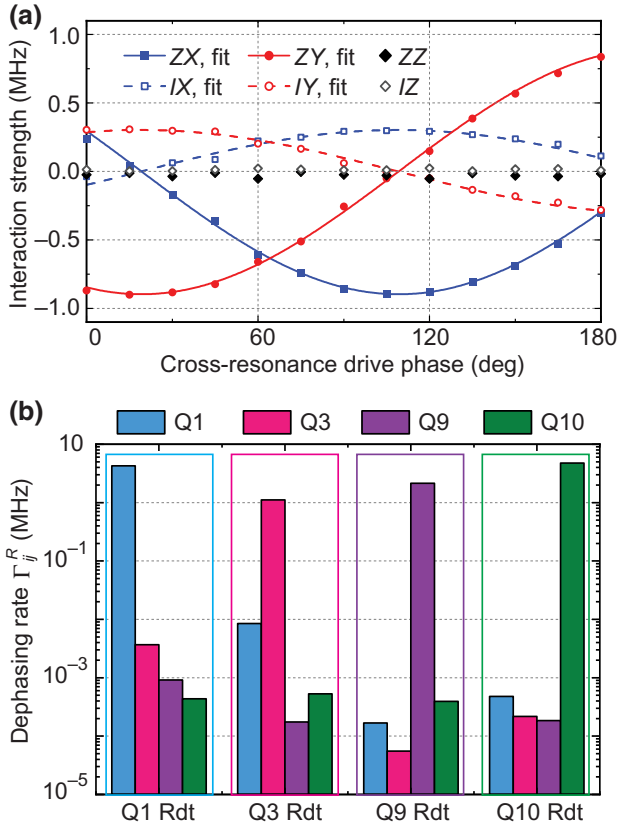 (a)
1.0
0.5
0.0
−0.5
−1.0
Interaction strength (MHz)
ZX, fit
ZY, fit
ZZ
IX, fit
IY, fit
IZ
0
60
120
180
Cross-resonance drive phase (deg)
(b)
Q1
Q3
Q9
Q10
10
10−1
10−3
10−5
Dephasing rate Γ_ij^R (MHz)
Q1 Rdt
Q3 Rdt
Q9 Rdt
Q10 Rdt